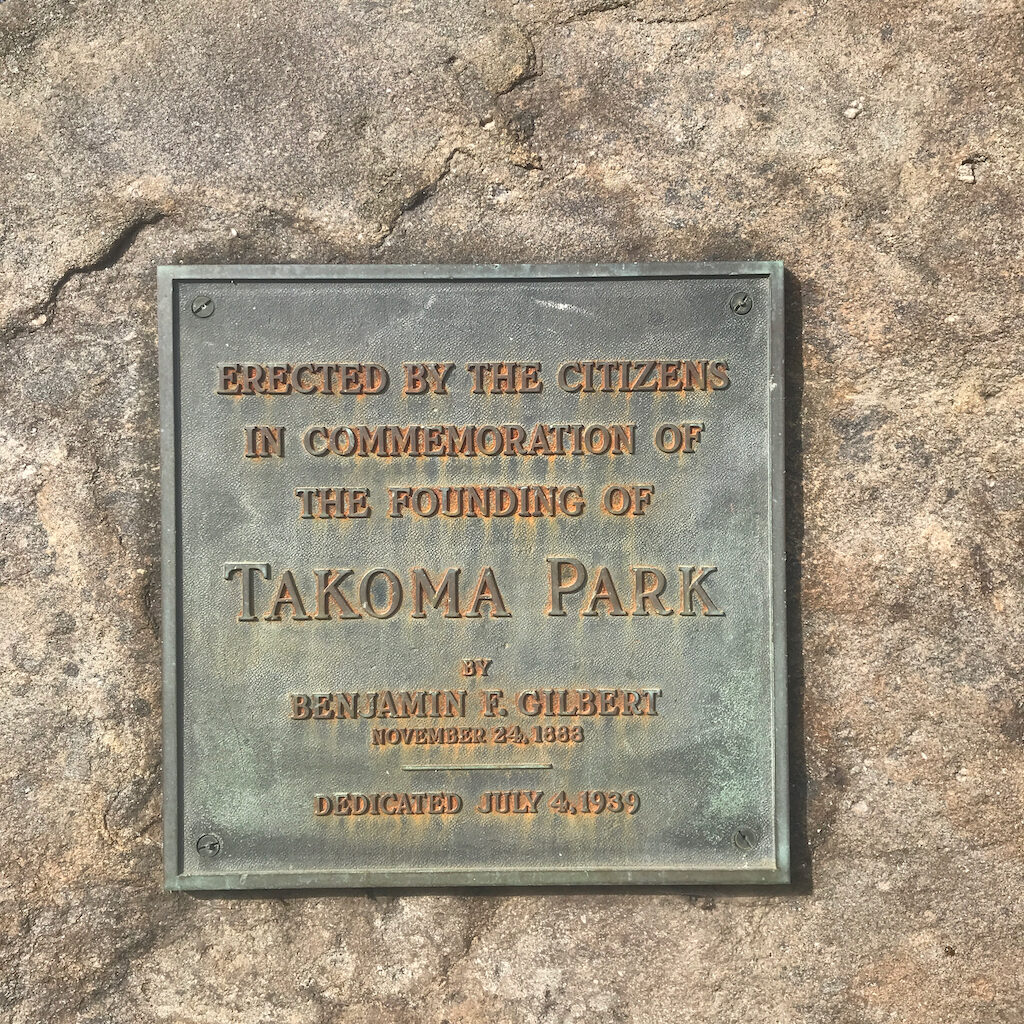 ERECTED BY THE CITIZENS
IN COMMEMORATION OF
THE FOUNDING OF
TAKOMA PARK
BY
BENJAMIN F. GILBERT
NOVEMBER 24, 1883
DEDICATED JULY 4, 1939